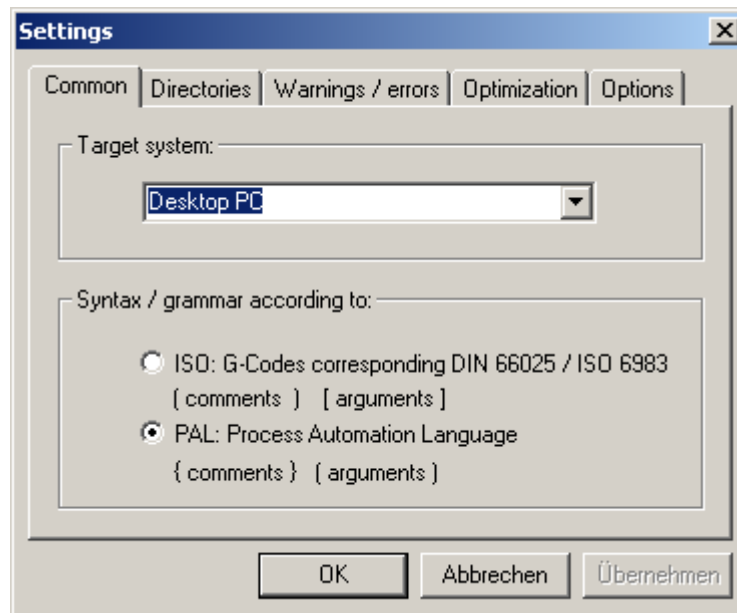 Settings
Common Directories Warnings / errors Optimization Options
Target system:
Desktop PC
Syntax / grammar according to:
ISO: G-Codes corresponding DIN 66025 / ISO 6983
( comments ) [ arguments ]
PAL: Process Automation Language
{ comments } ( arguments )
OK Abbrechen Übernehmen